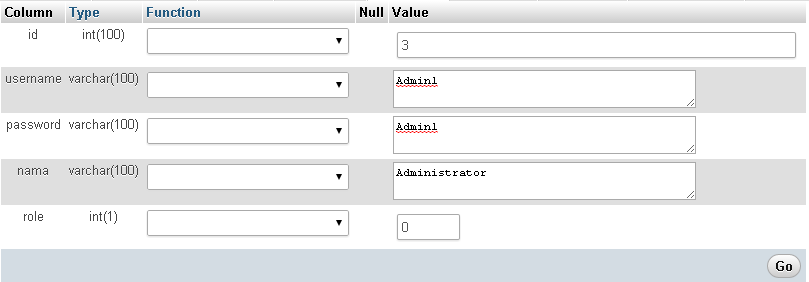 Column Type Function Null Value
id int(100) 3
username varchar(100) Admin1
password varchar(100) Admin1
nama varchar(100) Administrator
role int(1) 0
Go